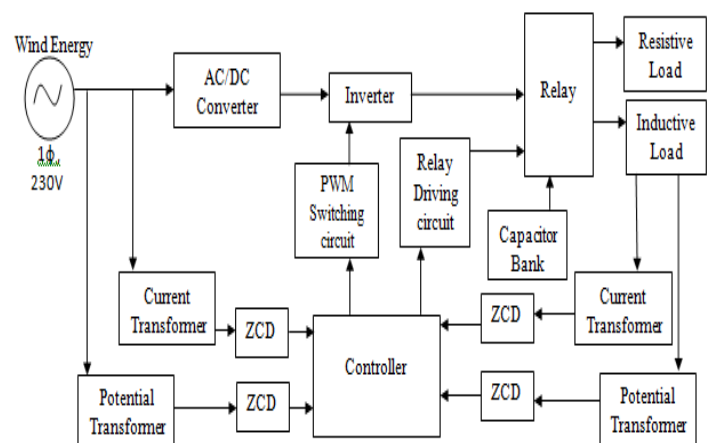 Wind Energy
1ϕ
230V
AC/DC
Converter
Inverter
Relay
Resistive
Load
Inductive
Load
PWM
Switching
circuit
Relay
Driving
circuit
Capacitor
Bank
Current
Transformer
ZCD
Controller
ZCD
Current
Transformer
Potential
Transformer
ZCD
ZCD
Potential
Transformer